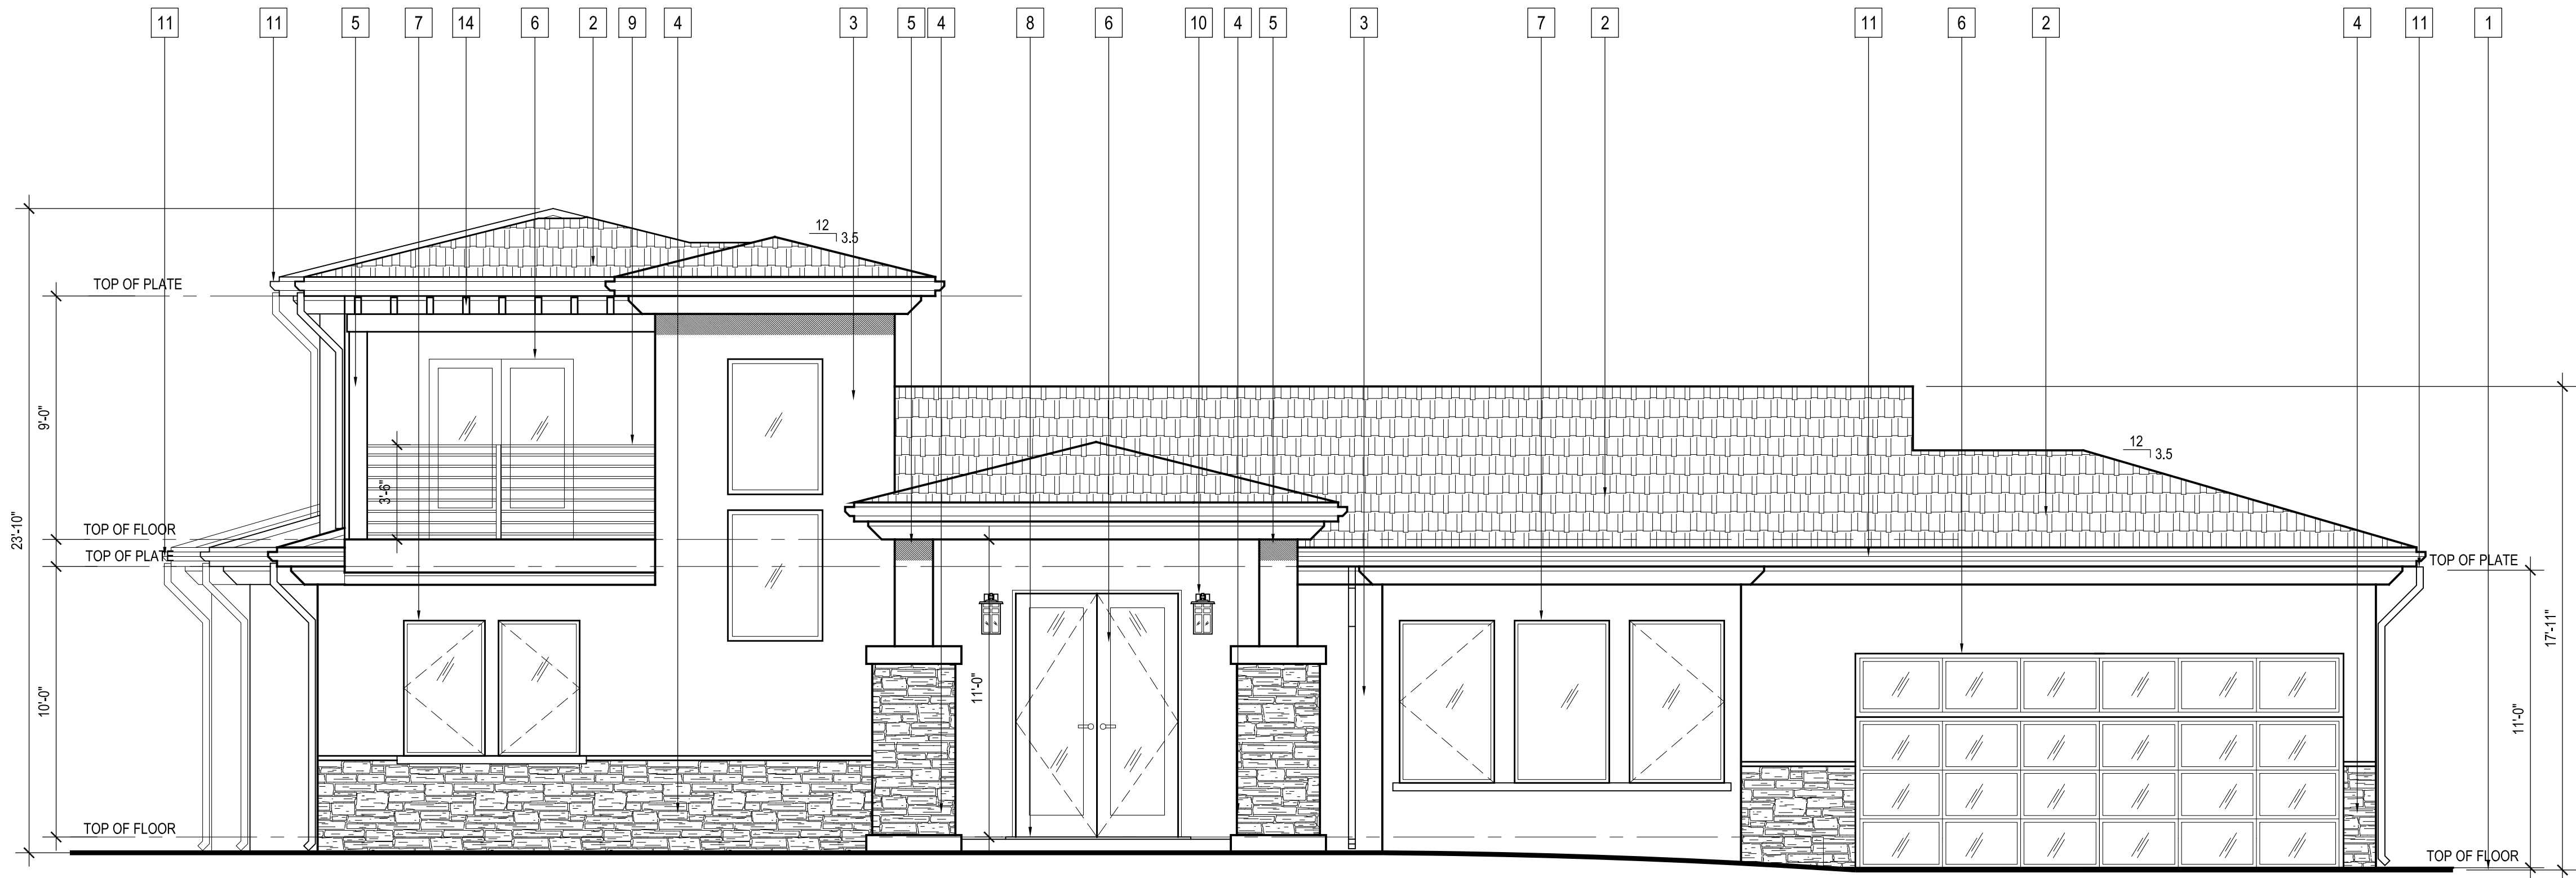 11 11 5 7 14 6 2 9 4 3 5 4 8 6 10 4 5 3 7 2 11 6 2 4 11 1
12
3.5
TOP OF PLATE
9'-0"
23'-10"
3'-6"
TOP OF FLOOR
TOP OF PLATE
10'-0"
TOP OF FLOOR
11'-0"
12
3.5
TOP OF PLATE
17'-11"
11'-0"
TOP OF FLOOR